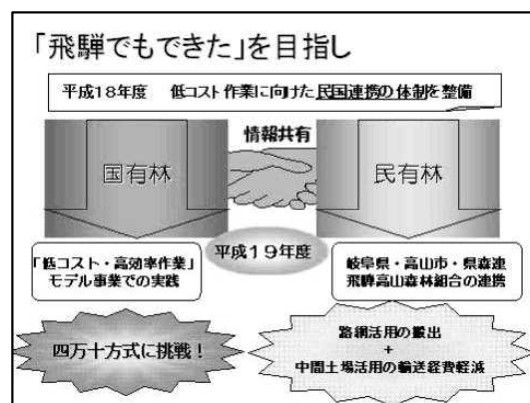 「飛騨でもできた」を目指し
平成18年度　低コスト作業に向けた民国連携の体制を整備
情報共有
国有林
民有林
平成19年度
「低コスト・高効率作業」
モデル事業での実践
岐阜県・高山市・県森連
飛騨高山森林組合の連携
四万十方式に挑戦！
路網活用の搬出
+
中間土場活用の輸送経費軽減